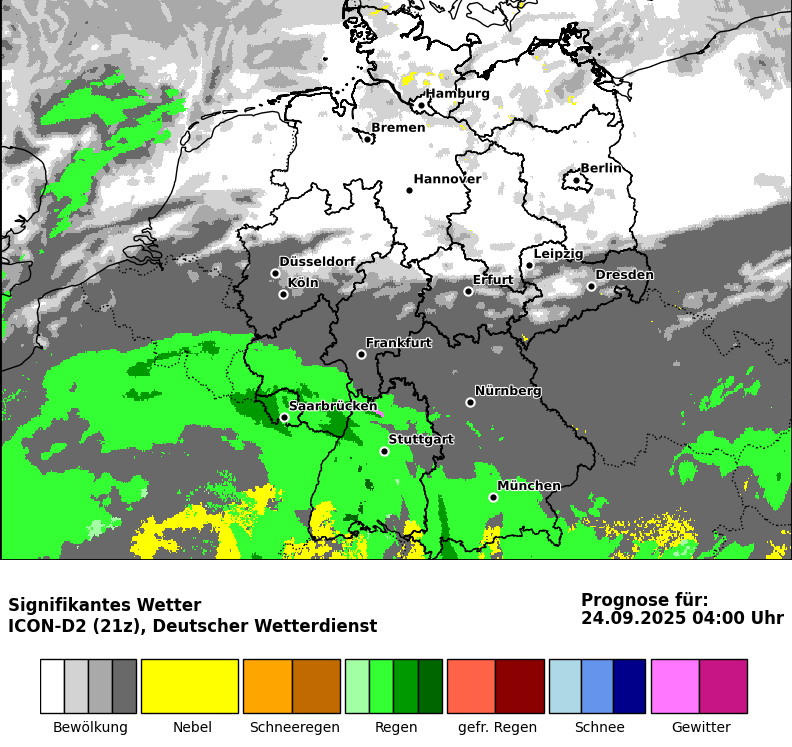 Hamburg
Bremen
Berlin
Hannover
Leipzig
Düsseldorf
Dresden
Erfurt
Köln
Frankfurt
Nürnberg
Saarbrücken
Stuttgart
München
Signifikantes Wetter
ICON-D2 (21z), Deutscher Wetterdienst
Prognose für:
24.09.2025 04:00 Uhr
Bewölkung Nebel Schneeregen Regen gefr. Regen Schnee Gewitter